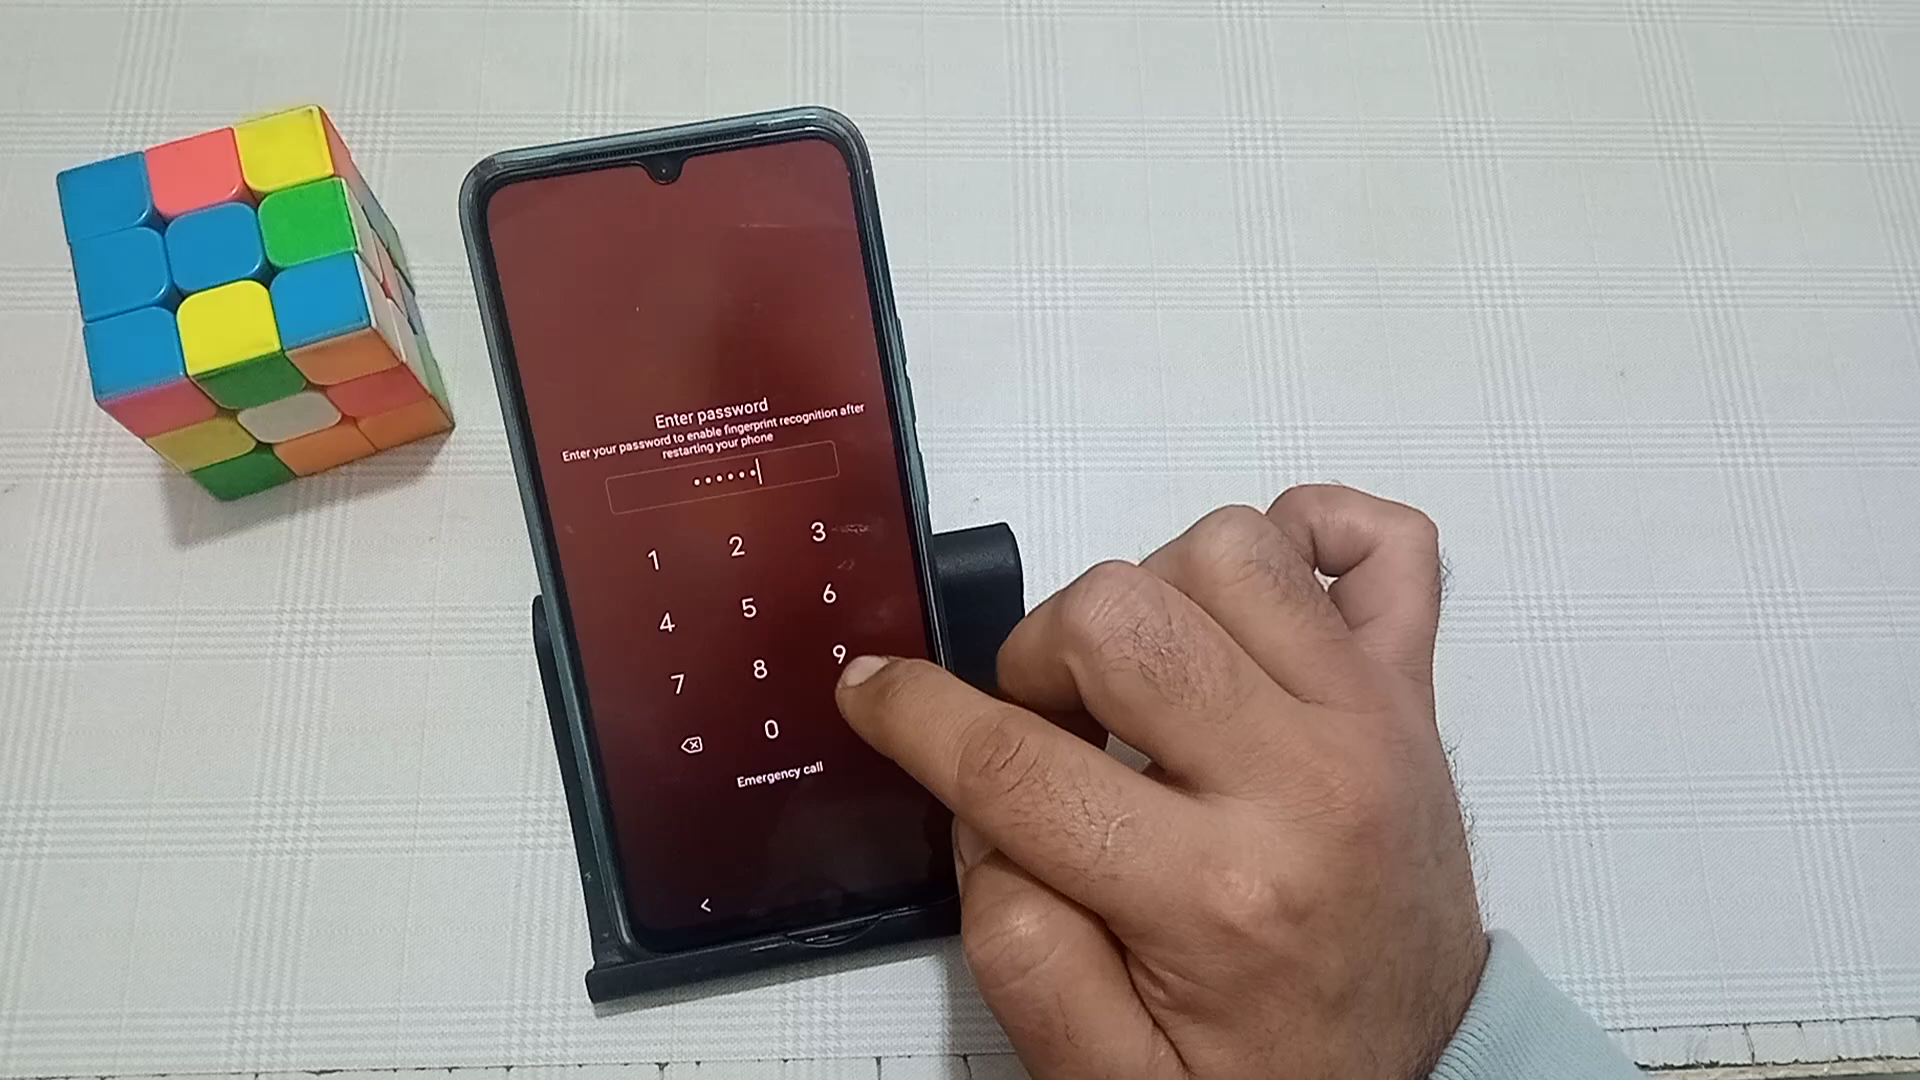 Enter password
Enter your password to enable fingerprint recognition after
restarting your phone
••••••
1 2 3
4 5 6
7 8 9
0
Emergency call